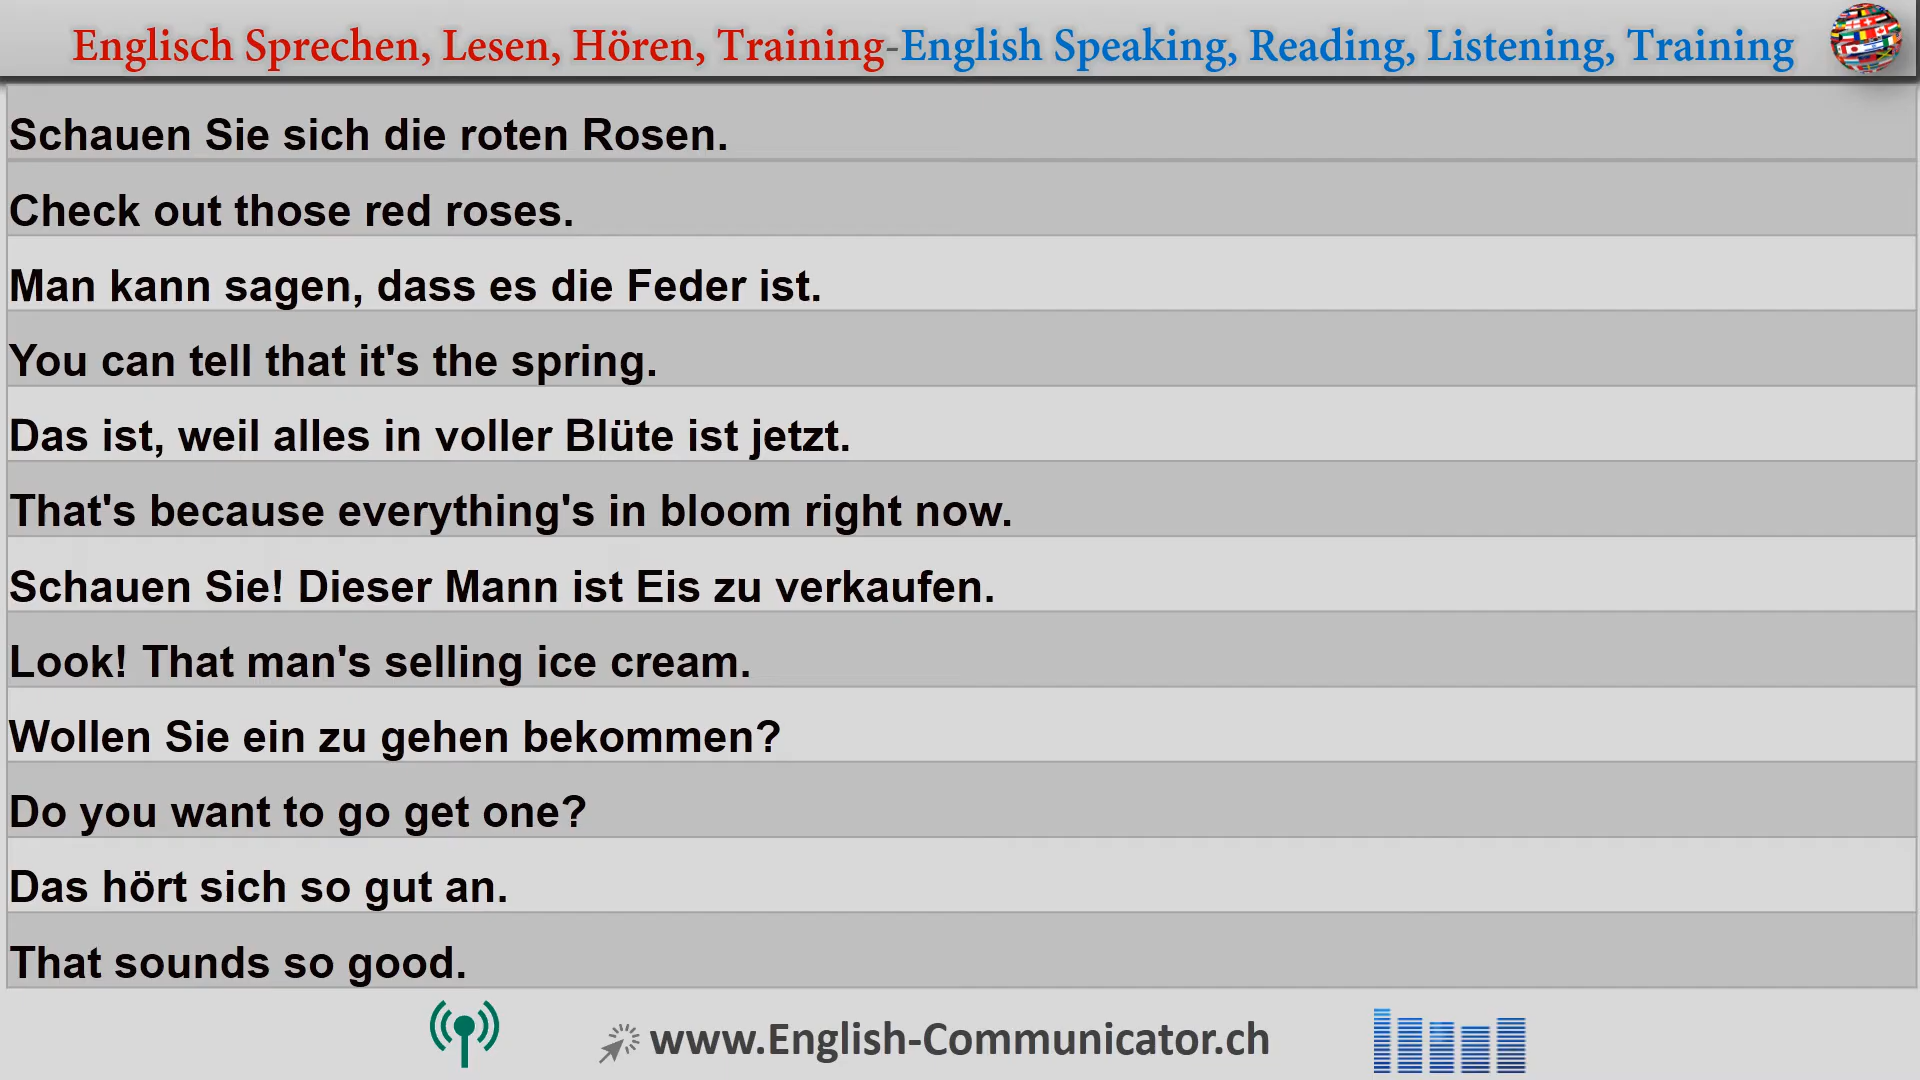 Englisch Sprechen, Lesen, Hören, Training-English Speaking, Reading, Listening, Training
Schauen Sie sich die roten Rosen.
Check out those red roses.
Man kann sagen, dass es die Feder ist.
You can tell that it's the spring.
Das ist, weil alles in voller Blüte ist jetzt.
That's because everything's in bloom right now.
Schauen Sie! Dieser Mann ist Eis zu verkaufen.
Look! That man's selling ice cream.
Wollen Sie ein zu gehen bekommen?
Do you want to go get one?
Das hört sich so gut an.
That sounds so good.
www.English-Communicator.ch